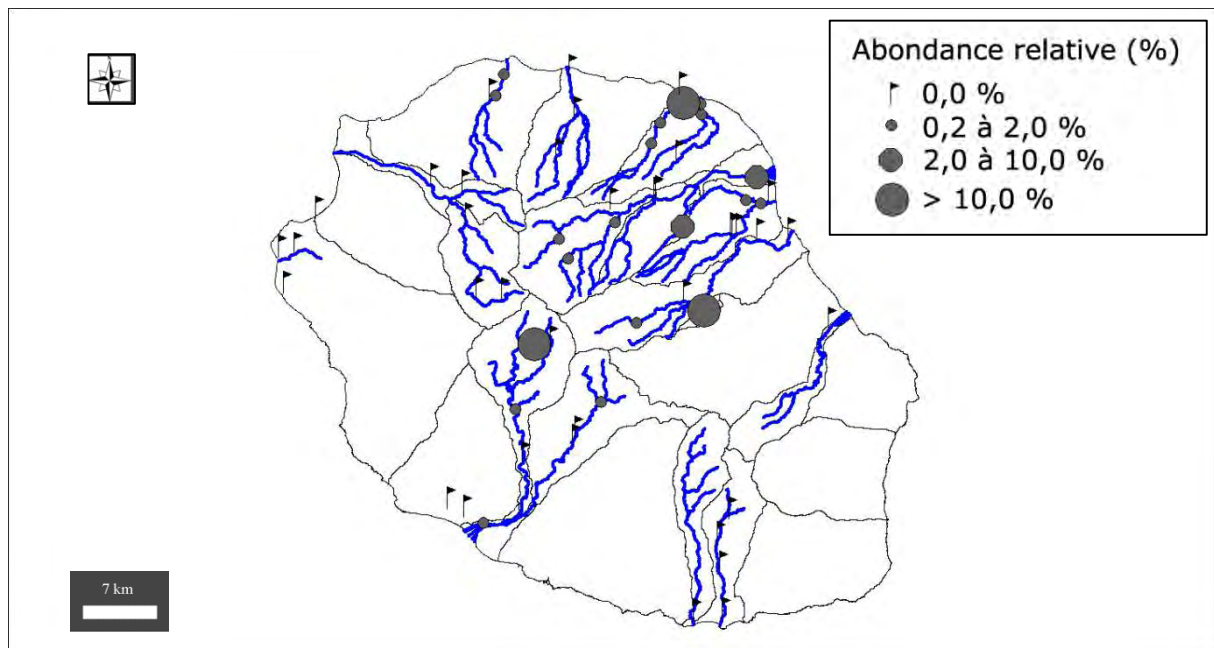 Abondance relative (%)
0,0 %
0,2 à 2,0 %
2,0 à 10,0 %
> 10,0 %
7 km